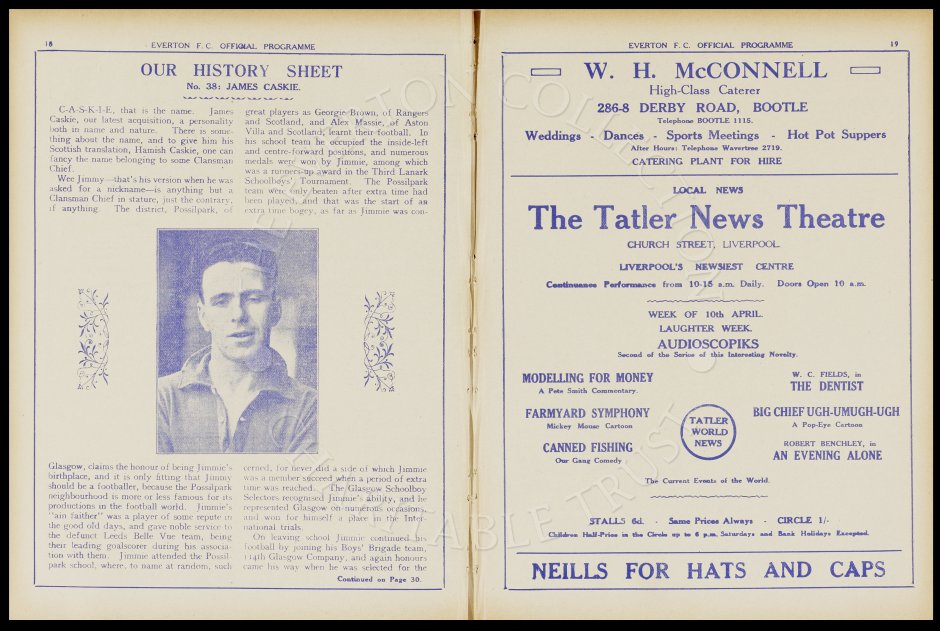 18
EVERTON F. C. OFFICIAL PROGRAMME
OUR HISTORY SHEET
No. 38: JAMES CASKIE.
C-A-S-K-I-E, that is the name. James
Caskie, our latest acquisition, a personality
both in name and nature. There is some-
thing about the name, and to give him his
Scottish translation, Hamish Caskie, one can
fancy the name belonging to some Clansman
Chief.
Wee Jimmy—that's his version when he was
asked for a nickname—is anything but a
Clansman Chief in stature, just the contrary,
if anything. The district, Possilpark, of
great players as Georgie Brown, of Rangers
and Scotland, and Alex Massie, of Aston
Villa and Scotland, learnt their football. In
his school team he occupied the inside-left
and centre-forward positions, and numerous
medals were won by Jimmie, among which
was a runners-up award in the Third Lanark
Schoolboys' Tournament. The Possilpark
team were only beaten after extra time had
been played, and that was the start of an
extra time bogey, as far as Jimmie was con-
Glasgow, claims the honour of being Jimmie's
birthplace, and it is only fitting that Jimmy
should be a footballer, because the Possilpark
neighbourhood is more or less famous for its
productions in the football world. Jimmie's
"ain faither" was a player of some repute in
the good old days, and gave noble service to
the defunct Leeds Belle Vue team, being
their leading goalscorer during his associa-
tion with them. Jimmie attended the Possil-
park school, where, to name at random, such
cerned, for never did a side of which Jimmie
was a member succeed when a period of extra
time was reached. The Glasgow Schoolboy
Selectors recognised Jimmie's ability, and he
represented Glasgow on numerous occasions,
and won for himself a place in the Inter-
national trials.
On leaving school Jimmie continued his
football by joining his Boys' Brigade team,
114th Glasgow Company, and again honours
came his way when he was selected for the
Continued on Page 30.
EVERTON F. C. OFFICIAL PROGRAMME
19
W. H. McCONNELL
High-Class Caterer
286-8 DERBY ROAD, BOOTLE
Telephone BOOTLE 1115.
Weddings - Dances - Sports Meetings - Hot Pot Suppers
After Hours: Telephone Wavertree 2719.
CATERING PLANT FOR HIRE
LOCAL NEWS
The Tatler News Theatre
CHURCH STREET, LIVERPOOL
LIVERPOOL'S NEWSIEST CENTRE
Continuance Performance from 10-15 a.m. Daily. Doors Open 10 a.m.
WEEK OF 10th APRIL.
LAUGHTER WEEK.
AUDIOSCOPIKS
Second of the Series of this Interesting Novelty.
MODELLING FOR MONEY
A Pete Smith Commentary.
W. C. FIELDS, in
THE DENTIST
FARMYARD SYMPHONY
Mickey Mouse Cartoon
TATLER
WORLD
NEWS
BIG CHIEF UGH-UMUGH-UGH
A Pop-Eye Cartoon
CANNED FISHING
Our Gang Comedy
ROBERT BENCHLEY, in
AN EVENING ALONE
The Current Events of the World.
STALLS 6d. - Same Prices Always - CIRCLE 1/-
Children Half-Price in the Circle up to 6 p.m. Saturdays and Bank Holidays Excepted.
NEILLS FOR HATS AND CAPS